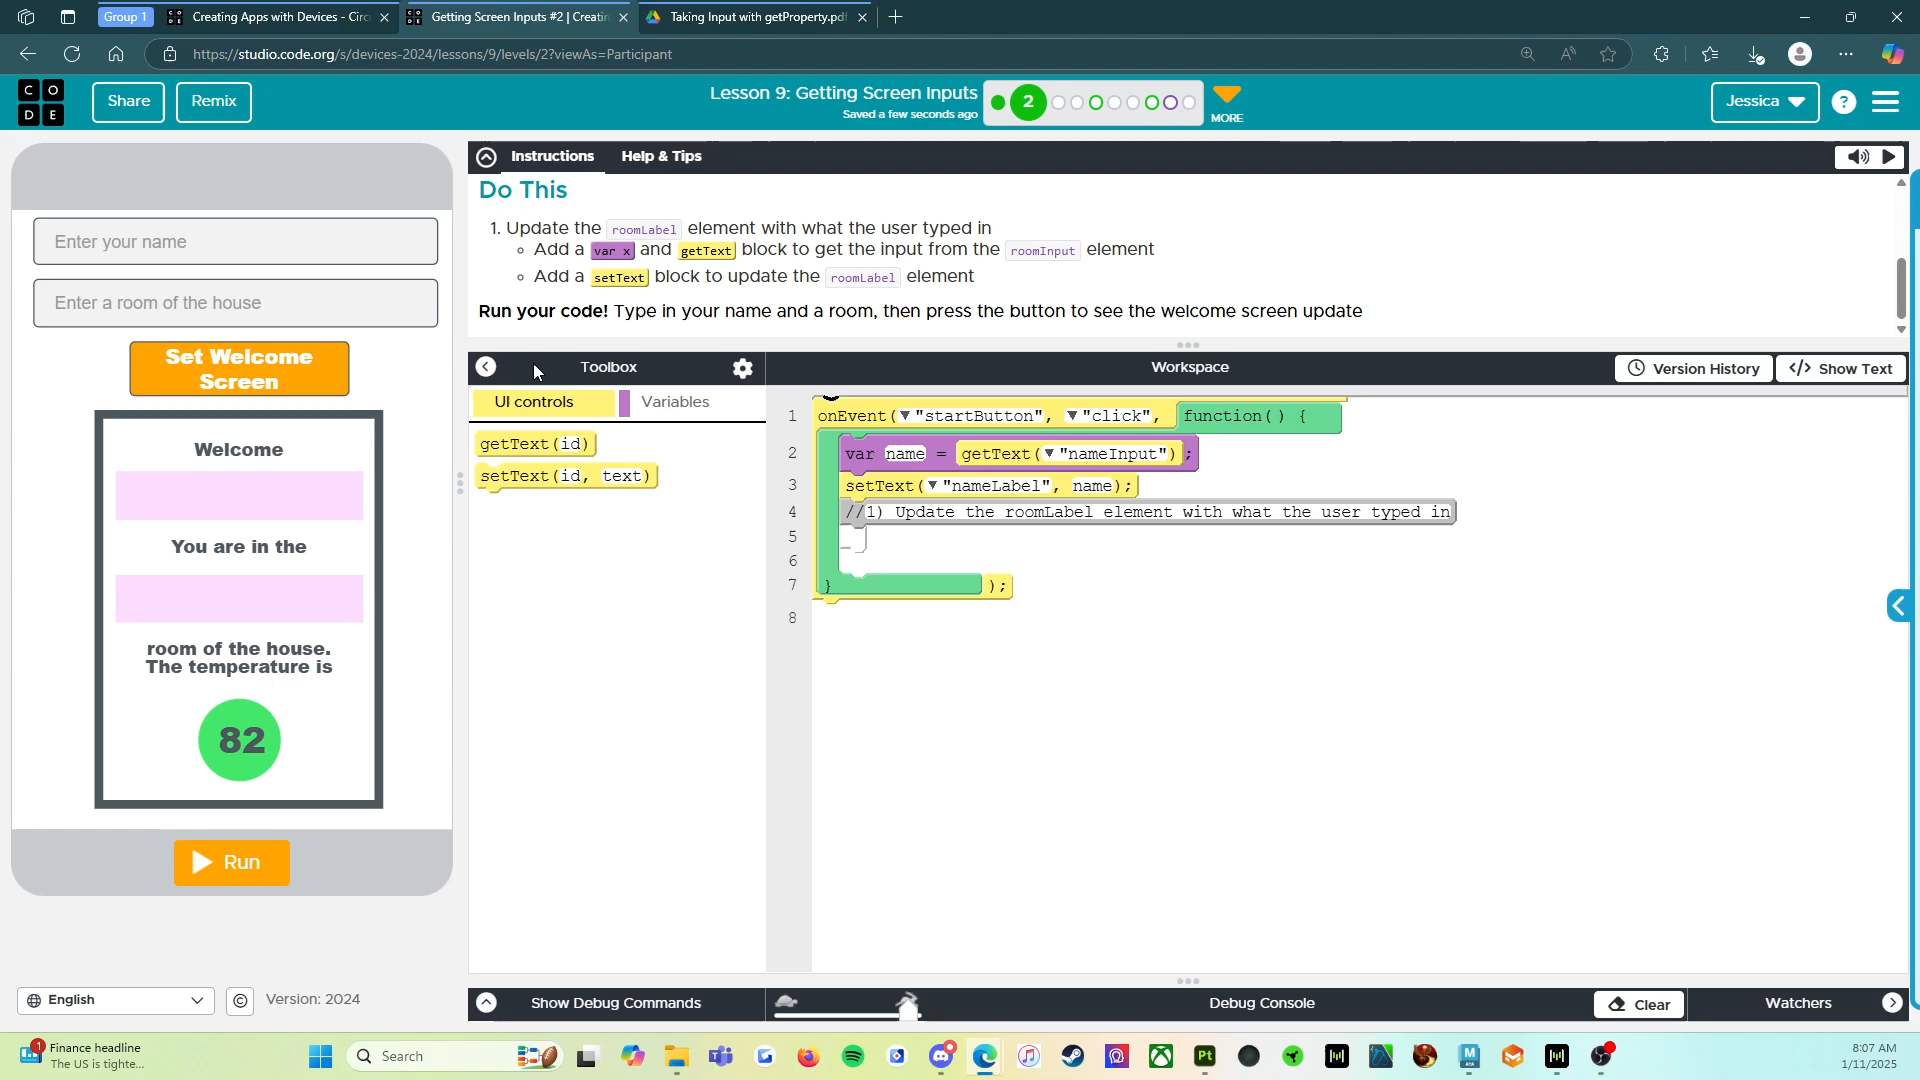 Group 1
Creating Apps with Devices - Circ
Getting Screen Inputs #2 | Creatin
Taking Input with getProperty.pdf
https://studio.code.org/s/devices-2024/lessons/9/levels/2?viewAs=Participant
C O
D E
Share
Remix
Lesson 9: Getting Screen Inputs
Saved a few seconds ago
2
MORE
Jessica
?
Instructions
Help & Tips
Do This
1. Update the roomLabel element with what the user typed in
Add a var x and getText block to get the input from the roomInput element
Add a setText block to update the roomLabel element
Run your code! Type in your name and a room, then press the button to see the welcome screen update
Toolbox
Workspace
Version History
</> Show Text
UI controls
Variables
getText(id)
setText(id, text)
1 onEvent(▼"startButton", ▼"click", function() {
2 var name = getText(▼"nameInput");
3 setText(▼"nameLabel", name);
4 //1) Update the roomLabel element with what the user typed in
5
6
7 } );
8
Enter your name
Enter a room of the house
Set Welcome
Screen
Welcome
You are in the
room of the house.
The temperature is
82
Run
English
©
Version: 2024
Show Debug Commands
Debug Console
Clear
Watchers
1
Finance headline
The US is tighte...
Search
Pt
8:07 AM
1/11/2025